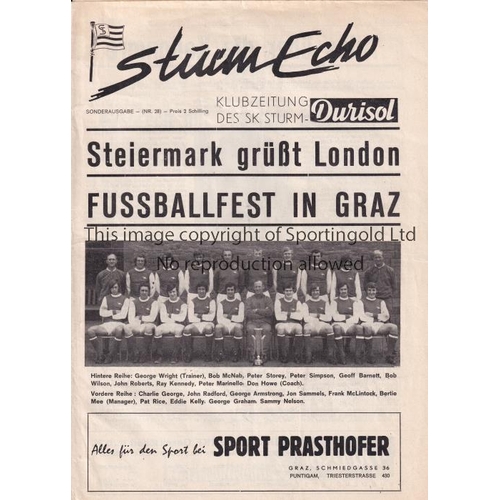 Sturm Echo
KLUBZEITUNG
DES SK STURM- Durisol
SONDERAUSGABE – (NR. 28) – Preis 2 Schilling
Steiermark grüßt London
FUSSBALLFEST IN GRAZ
This image copyright of Sportingold Ltd
No reproduction allowed
Hintere Reihe: George Wright (Trainer), Bob McNab, Peter Storey, Peter Simpson, Geoff Barnett, Bob
Wilson, John Roberts, Ray Kennedy, Peter Marinello. Don Howe (Coach).
Vordere Reihe : Charlie George, John Radford, George Armstrong, Jon Sammels, Frank McLintock, Bertie
Mee (Manager), Pat Rice, Eddie Kelly. George Graham. Sammy Nelson.
Alles für den Sport bei SPORT PRASTHOFER
GRAZ, SCHMIEDGASSE 36
PUNTIGAM, TRIESTERSTRASSE 450